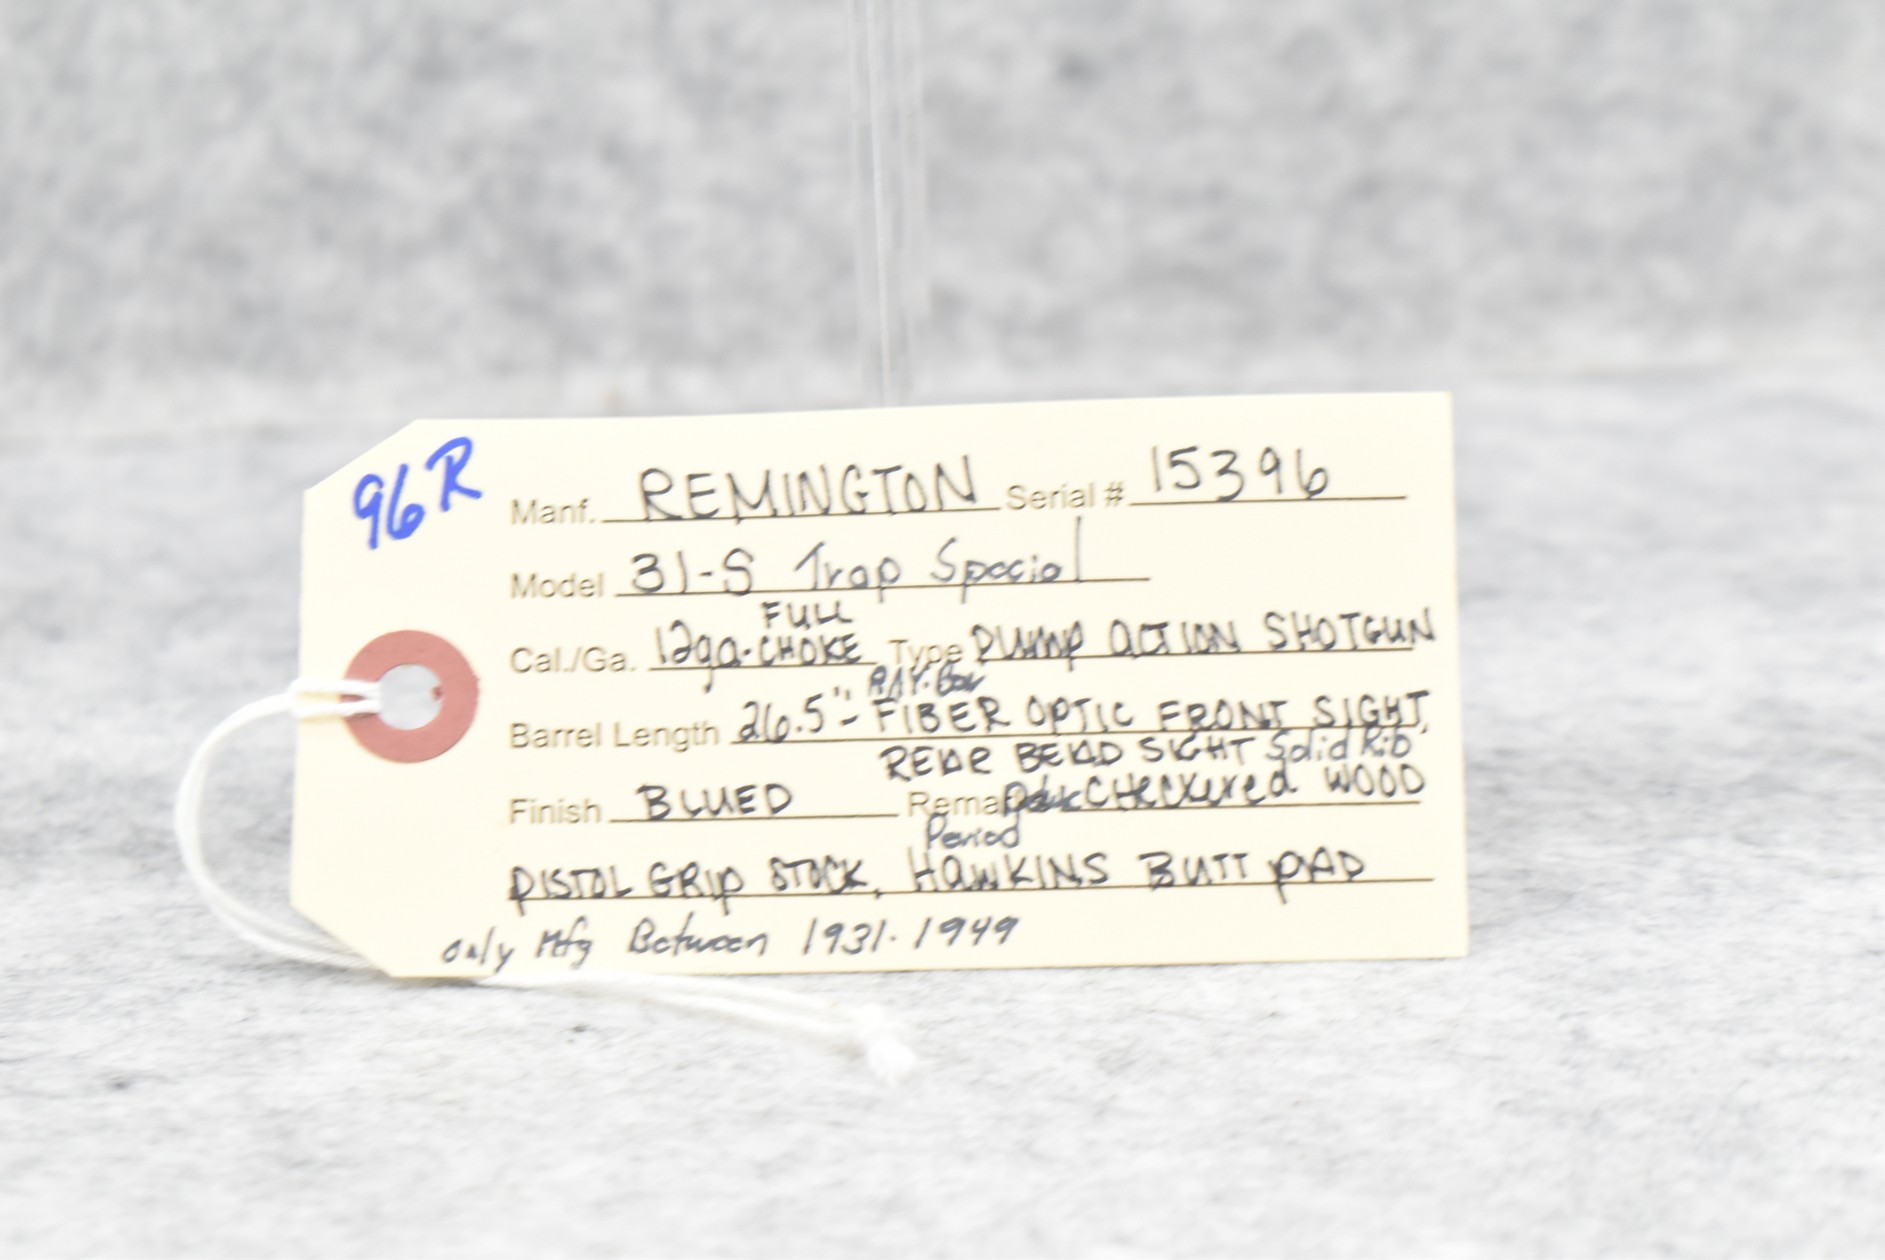 96R
Manf. REMINGTON Serial # 15396
Model 31-S Trap Special
FULL
Cal./Ga. 12ga. CHOKE Type Pump ACTION SHOTGUN
RAY-Bar
Barrel Length 26.5"- FIBER OPTIC FRONT SIGHT,
REAR BEAD SIGHT Solid Rib
Finish BLUED CHeckered WOOD
Period
PISTOL GRIP STOCK, HAWKINS BUTT PAD
only Mfg Between 1931-1949